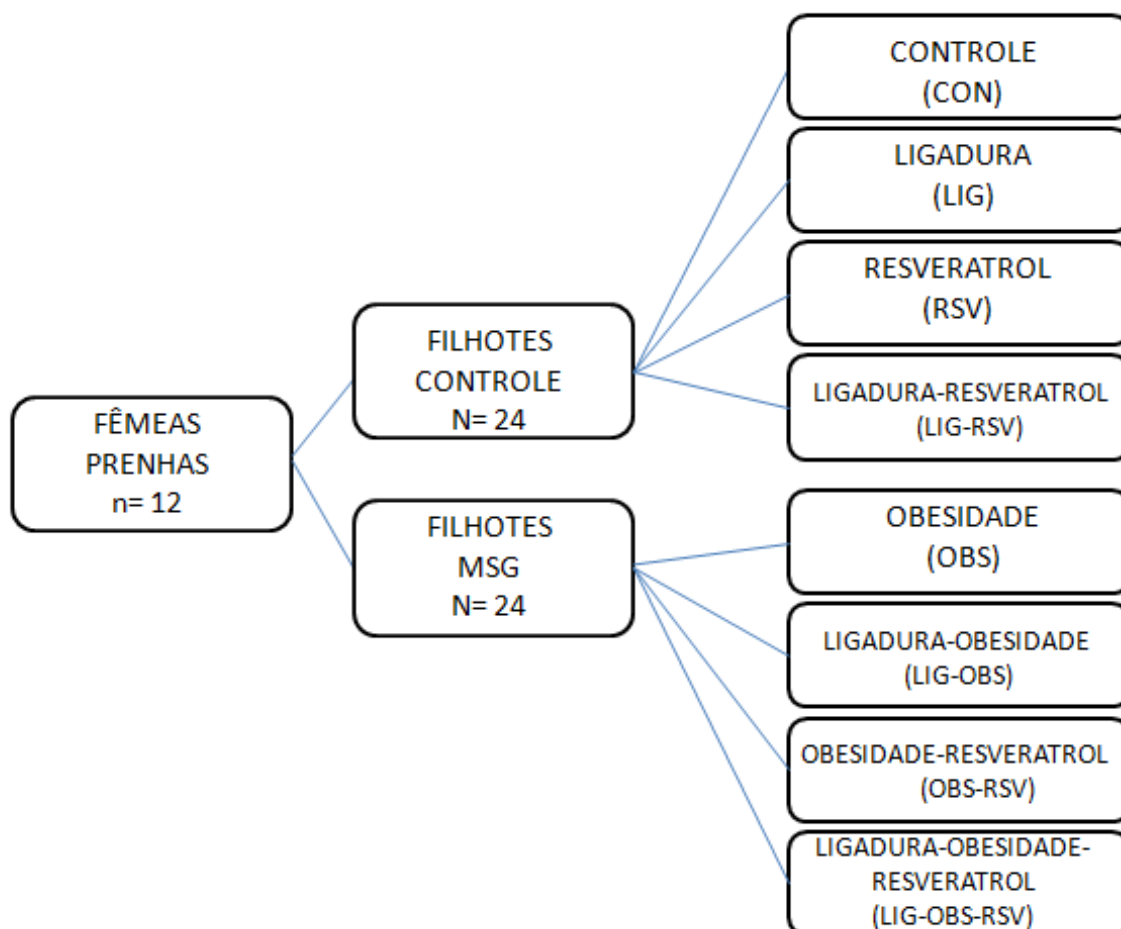 FÊMEAS
PRENHAS
n= 12
FILHOTES
CONTROLE
N= 24
FILHOTES
MSG
N= 24
CONTROLE
(CON)
LIGADURA
(LIG)
RESVERATROL
(RSV)
LIGADURA-RESVERATROL
(LIG-RSV)
OBESIDADE
(OBS)
LIGADURA-OBESIDADE
(LIG-OBS)
OBESIDADE-RESVERATROL
(OBS-RSV)
LIGADURA-OBESIDADE-
RESVERATROL
(LIG-OBS-RSV)